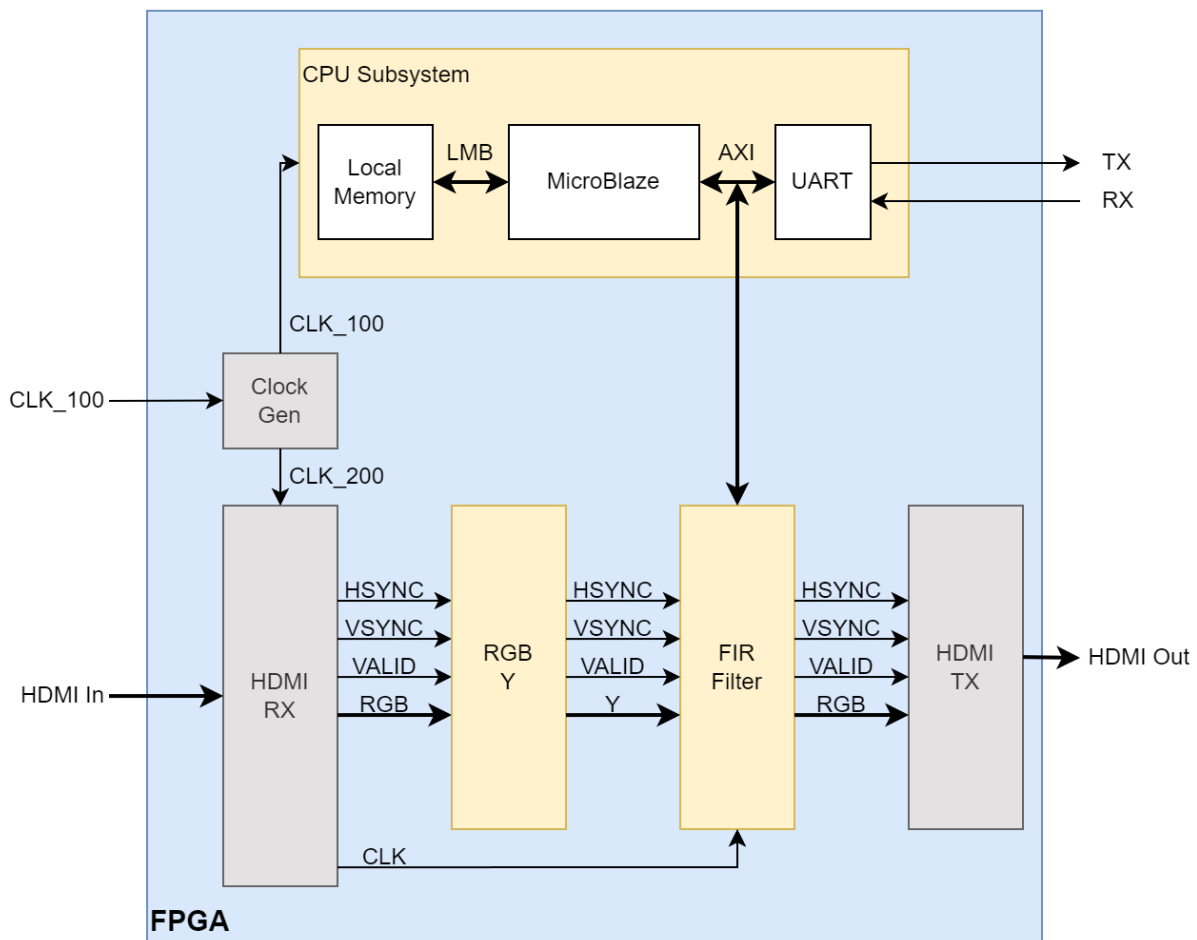 CPU Subsystem
Local
Memory
LMB
MicroBlaze
AXI
UART
TX
RX
CLK_100
CLK_100
Clock
Gen
CLK_200
HDMI In
HDMI
RX
HSYNC
VSYNC
VALID
RGB
RGB
Y
HSYNC
VSYNC
VALID
Y
FIR
Filter
HSYNC
VSYNC
VALID
RGB
HDMI
TX
HDMI Out
CLK
FPGA